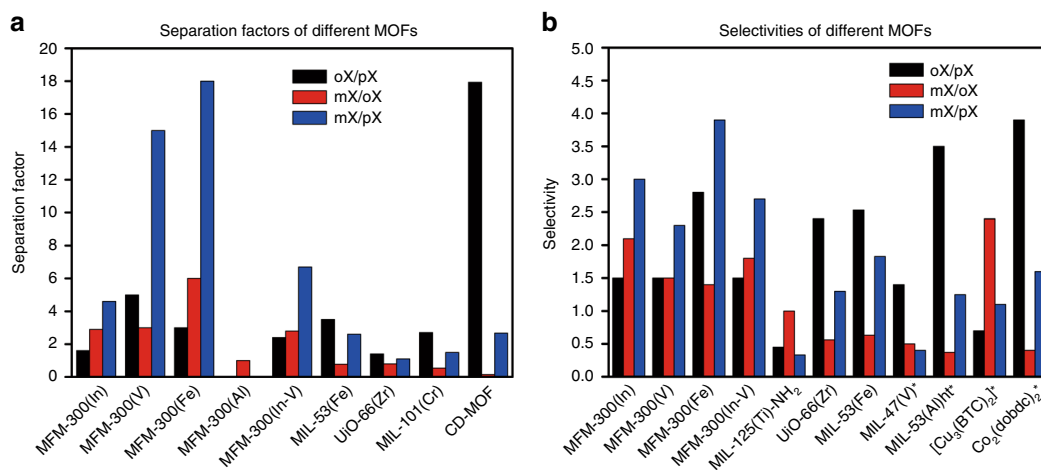 a
Separation factors of different MOFs
20
18
16
14
12
10
8
6
4
2
0
Separation factor
oX/pX
mX/oX
mX/pX
MFM-300(In)
MFM-300(V)
MFM-300(Fe)
MFM-300(Al)
MFM-300(In-V)
MIL-53(Fe)
UiO-66(Zr)
MIL-101(Cr)
CD-MOF
b
Selectivities of different MOFs
5.0
4.5
4.0
3.5
3.0
2.5
2.0
1.5
1.0
0.5
0.0
Selectivity
oX/pX
mX/oX
mX/pX
MFM-300(In)
MFM-300(V)
MFM-300(Fe)
MFM-300(In-V)
MIL-125(Ti)-NH₂
UiO-66(Zr)
MIL-53(Fe)
MIL-47(V)*
MIL-53(Al)ht*
[Cu₃(BTC)₂]*
Co₂(dobdc)₂*